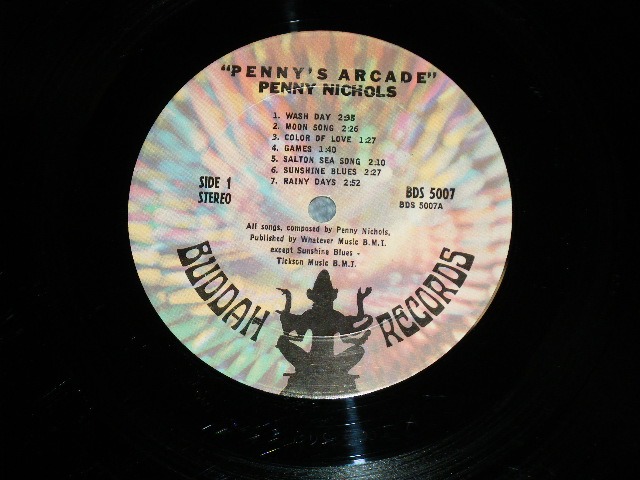 "PENNY'S ARCADE"
PENNY NICHOLS
1. WASH DAY 2:35
2. MOON SONG 2:26
3. COLOR OF LOVE 1:27
4. GAMES 1:40
5. SALTON SEA SONG 2:10
6. SUNSHINE BLUES 2:27
7. RAINY DAYS 2:52
SIDE 1
STEREO
BDS 5007
BDS 5007A
All songs, composed by Penny Nichols,
Published by Whatever Music B.M.I.
except Sunshine Blues -
Tickson Music B.M.I.
BUDDAH RECORDS